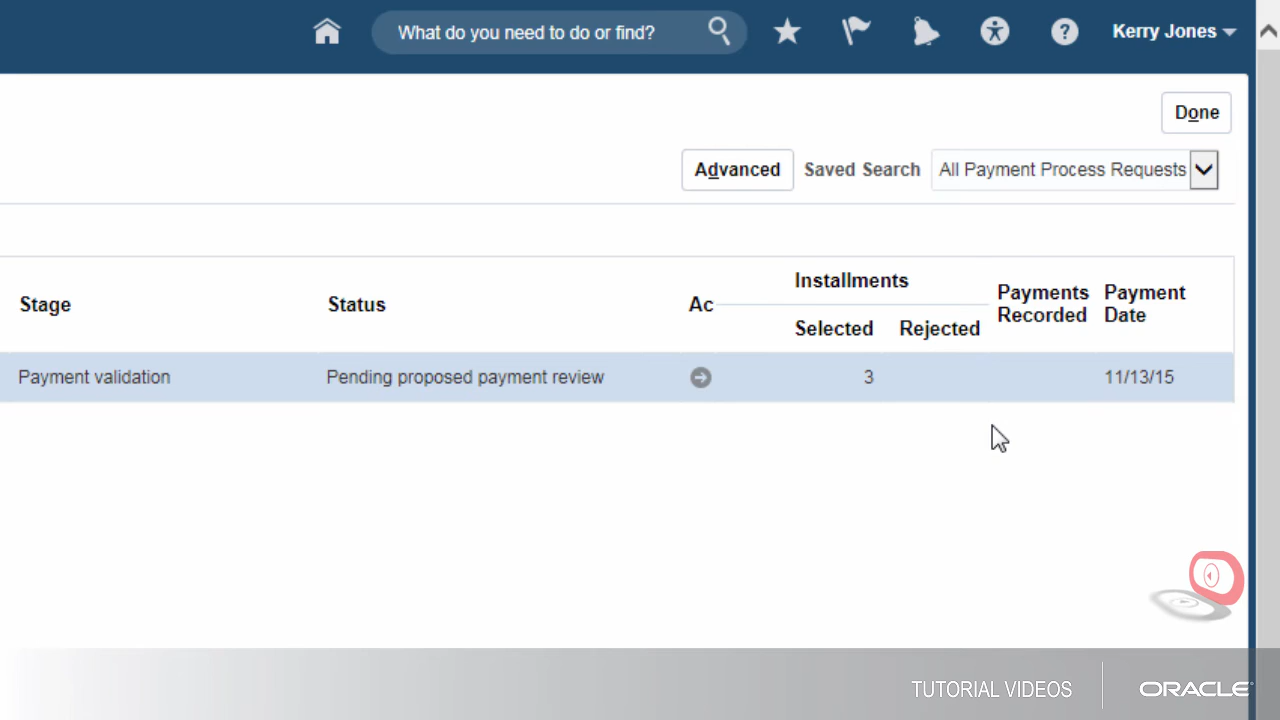 What do you need to do or find?
?
Kerry Jones
Done
Advanced Saved Search All Payment Process Requests
Stage Status Ac Installments Selected Rejected Payments Recorded Payment Date
Payment validation Pending proposed payment review 3 11/13/15
TUTORIAL VIDEOS ORACLE